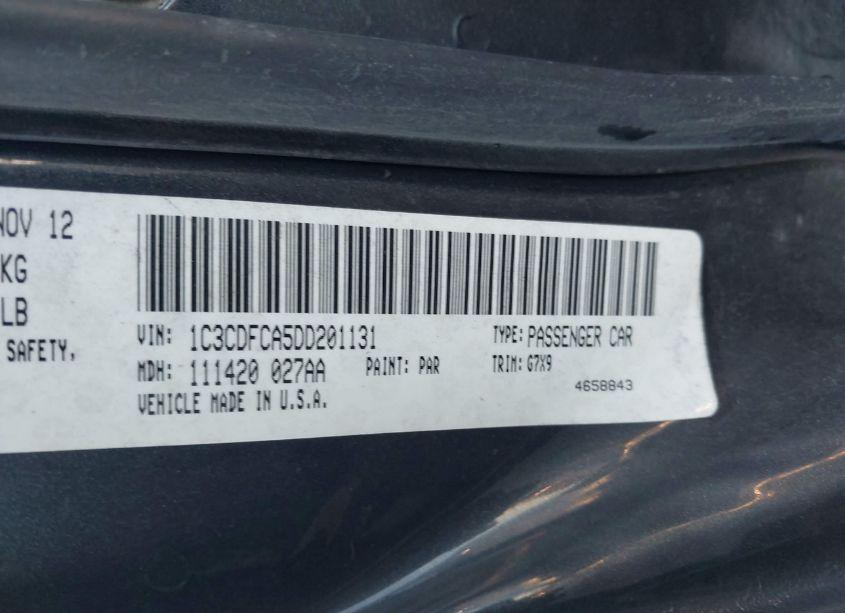 NOV 12
KG
LB
SAFETY,
VIN: 1C3CDFCA5DD201131 TYPE: PASSENGER CAR
MDH: 111420 027AA PAINT: PAR TRIM: G7X9
VEHICLE MADE IN U.S.A. 4658843